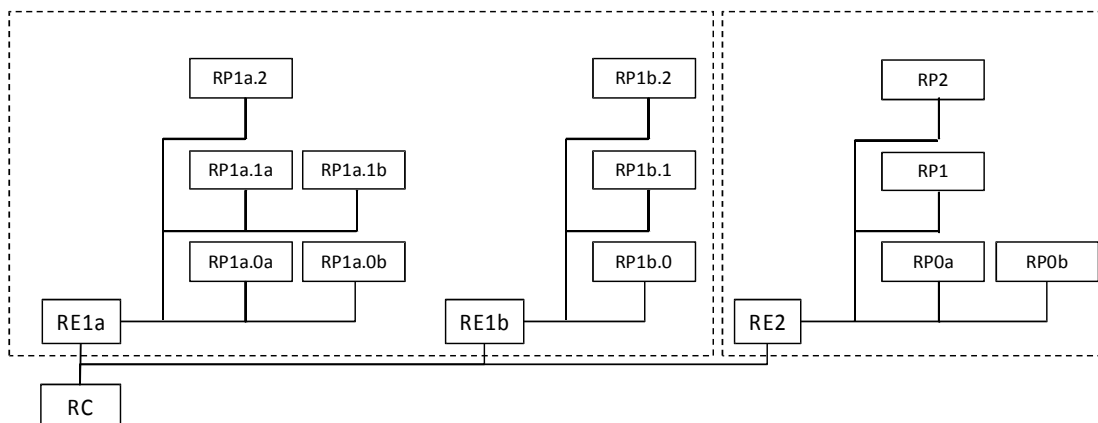 RP1a.2
RP1b.2
RP2
RP1a.1a
RP1a.1b
RP1b.1
RP1
RP1a.0a
RP1a.0b
RP1b.0
RP0a
RP0b
RE1a
RE1b
RE2
RC